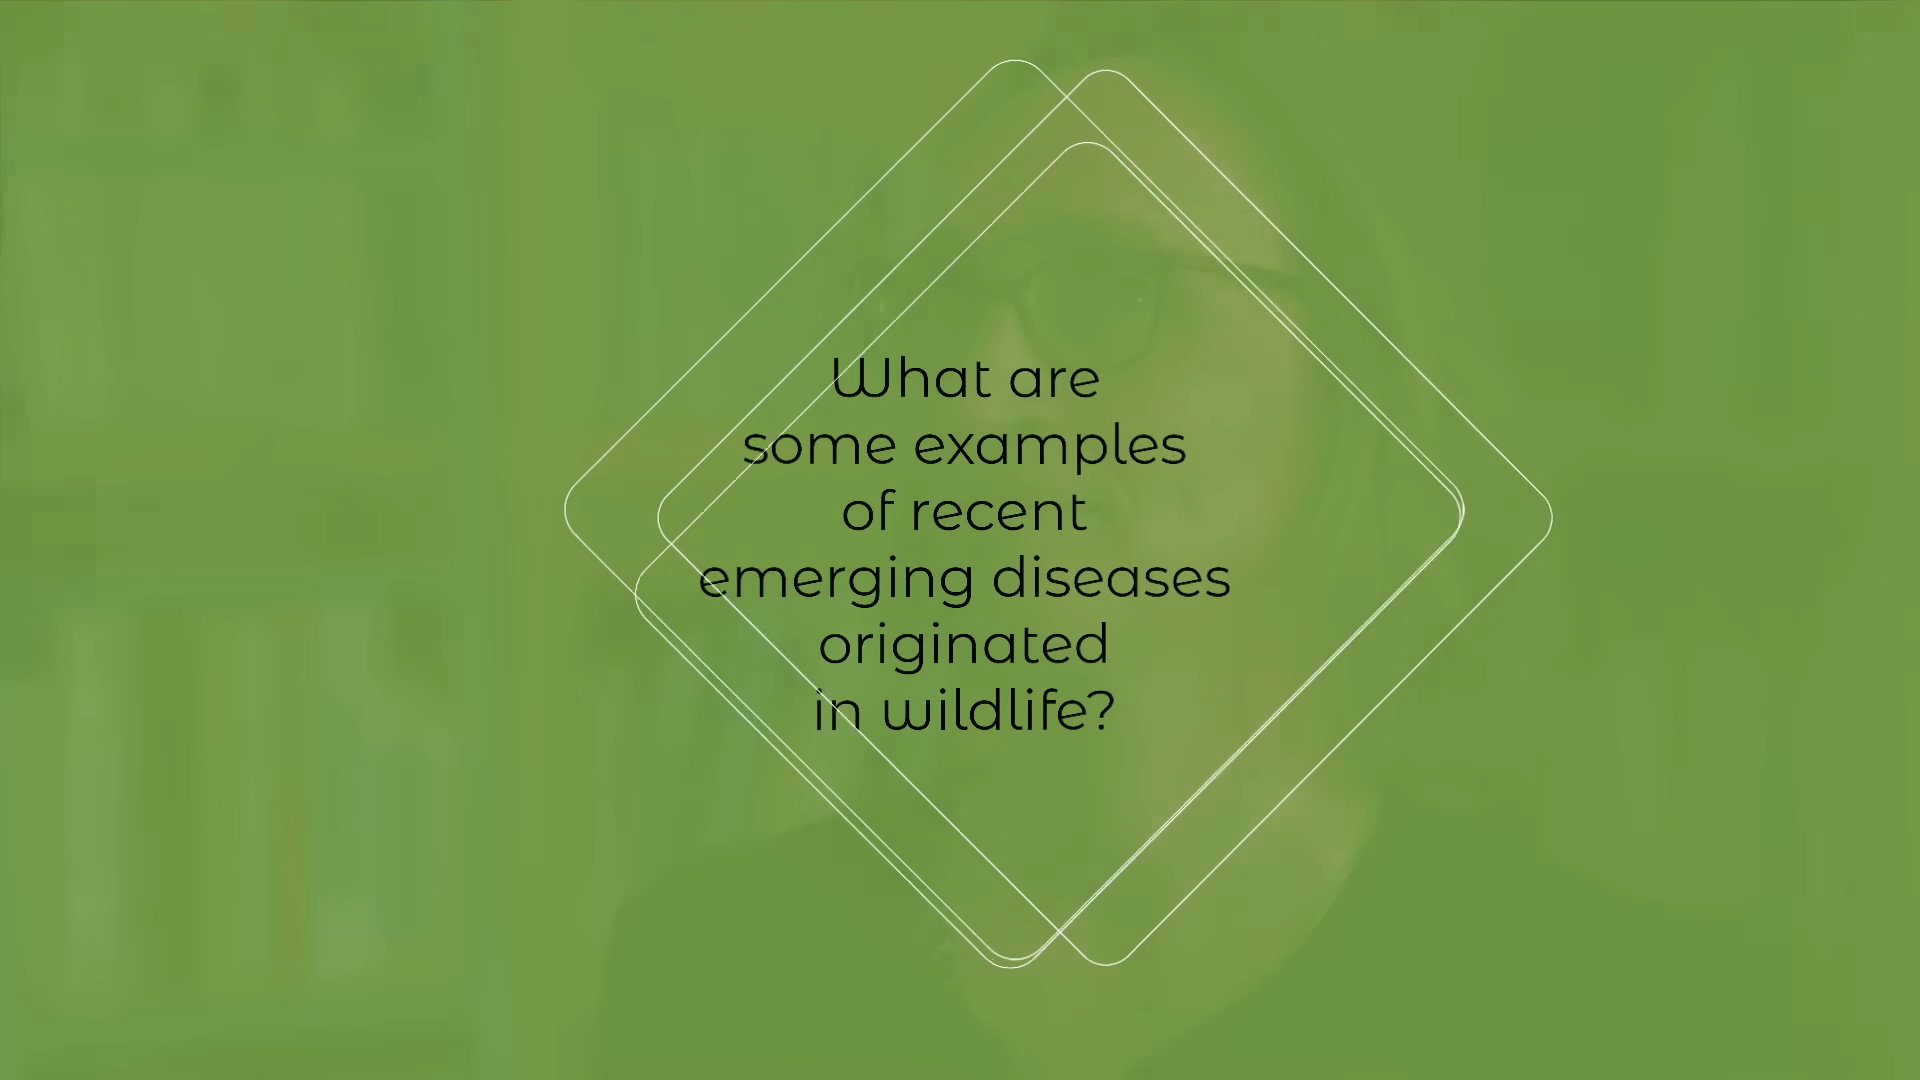 What are
some examples
of recent
emerging diseases
originated
in wildlife?